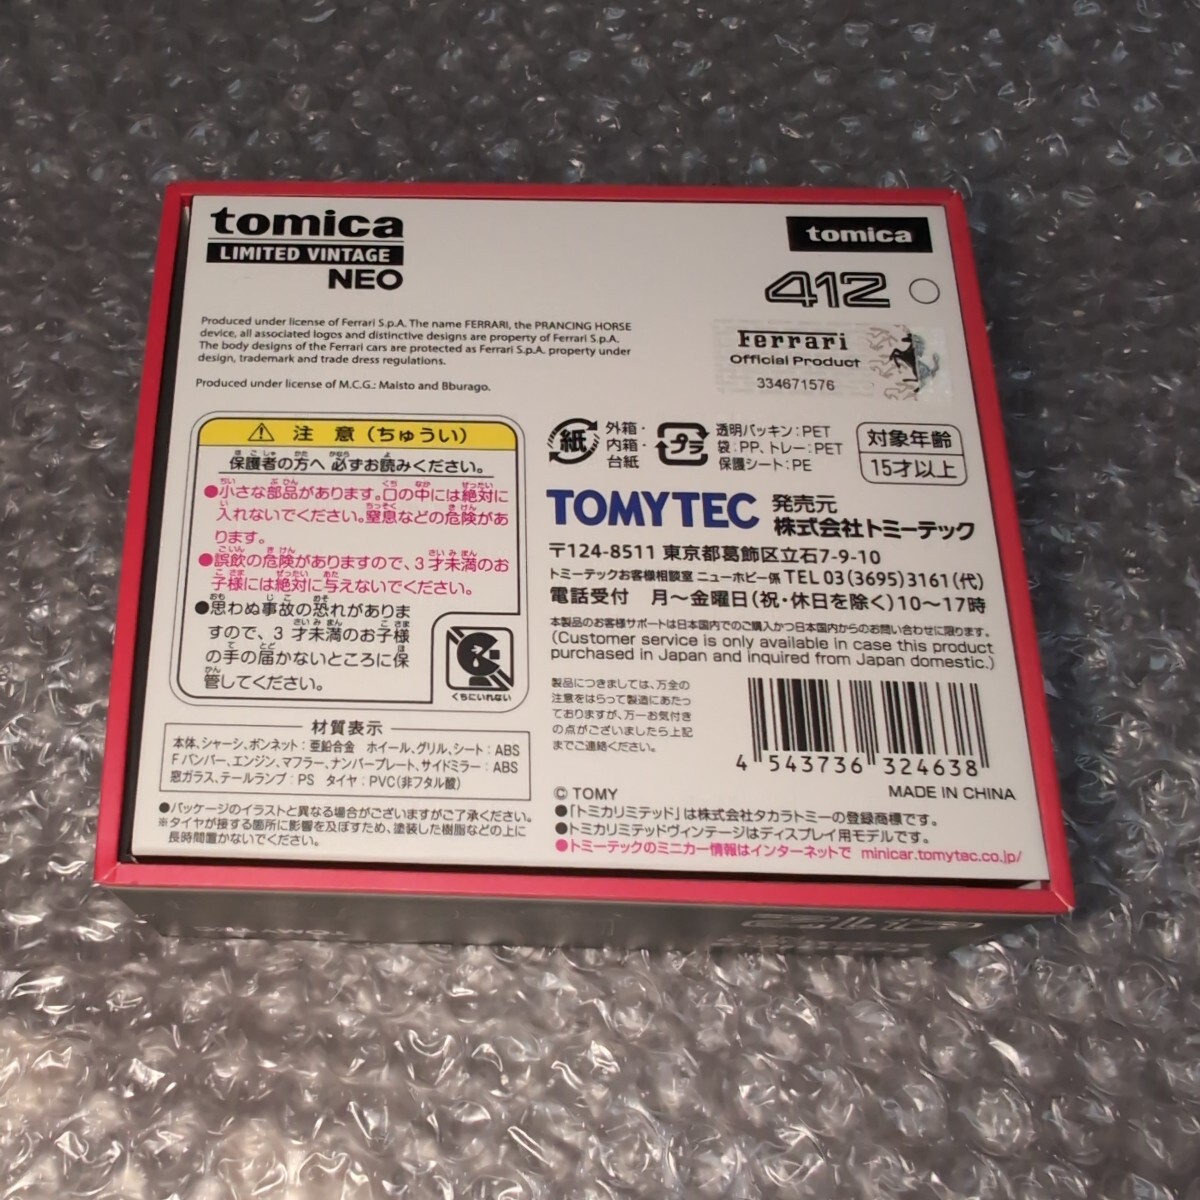 tomica
LIMITED VINTAGE
NEO
tomica
412
Produced under license of Ferrari S.p.A. The name FERRARI, the PRANCING HORSE
device, all associated logos and distinctive designs are property of Ferrari S.p.A.
The body designs of the Ferrari cars are protected as Ferrari S.p.A. property under
design, trademark and trade dress regulations.
Produced under license of M.C.G.: Maisto and Bburago.
Ferrari
Official Product
334671576
⚠ 注意（ちゅうい）
保護者の方へ 必ずお読みください。
●小さな部品があります。口の中には絶対に
入れないでください。窒息などの危険があ
ります。
●誤飲の危険がありますので、3才未満のお
子様には絶対に与えないでください。
●思わぬ事故の恐れがありま
すので、3才未満のお子様
の手の届かないところに保
管してください。
くちにいれない
紙
外箱・
内箱・
台紙
プラ
透明パッキン：PET
袋：PP、トレー：PET
保護シート：PE
対象年齢
15才以上
TOMYTEC
発売元
株式会社トミーテック
〒124-8511 東京都葛飾区立石7-9-10
トミーテックお客様相談室 ニューホビー係 TEL 03(3695)3161(代)
電話受付 月～金曜日（祝・休日を除く）10～17時
本製品のお客様サポートは日本国内でのご購入かつ日本国内からのお問い合わせに限ります。
(Customer service is only available in case this product
purchased in Japan and inquired from Japan domestic.)
製品につきましては、万全の
注意をはらって製造にあたっ
ておりますが、万一お気付き
の点がございましたら上記
までご連絡ください。
4 543736 324638
材質表示
本体、シャーシ、ボンネット：亜鉛合金 ホイール、グリル、シート：ABS
Fバンパー、エンジン、マフラー、ナンバープレート、サイドミラー：ABS
窓ガラス、テールランプ：PS タイヤ：PVC（非フタル酸）
●パッケージのイラストと異なる場合がございますがご了承ください。
※タイヤが接する箇所に影響を及ぼすため、塗装した樹脂などの上に
長時間置かないでください。
© TOMY
MADE IN CHINA
●「トミカリミテッド」は株式会社タカラトミーの登録商標です。
●トミカリミテッドヴィンテージはディスプレイ用モデルです。
●トミーテックのミニカー情報はインターネットで minicar.tomytec.co.jp/